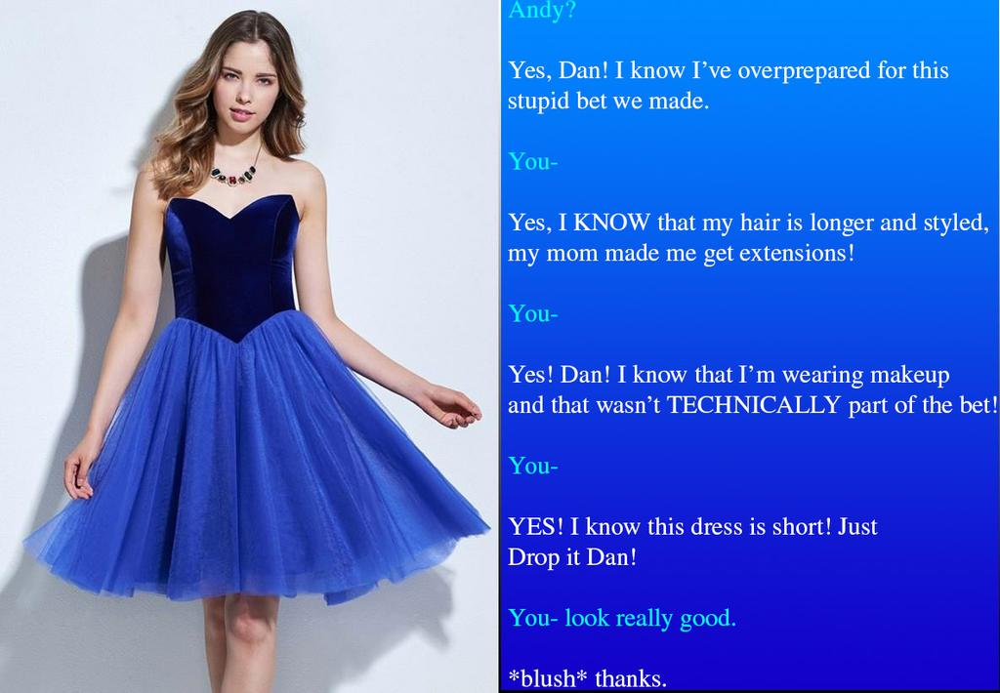 Andy?
Yes, Dan! I know I’ve overprepared for this
stupid bet we made.
You-
Yes, I KNOW that my hair is longer and styled,
my mom made me get extensions!
You-
Yes! Dan! I know that I’m wearing makeup
and that wasn’t TECHNICALLY part of the bet!
You-
YES! I know this dress is short! Just
Drop it Dan!
You- look really good.
*blush* thanks.